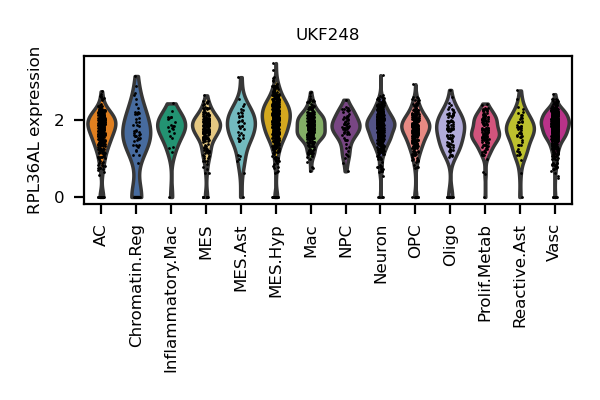 UKF248
RPL36AL expression
2
0
AC
Chromatin.Reg
Inflammatory.Mac
MES
MES.Ast
MES.Hyp
Mac
NPC
Neuron
OPC
Oligo
Prolif.Metab
Reactive.Ast
Vasc